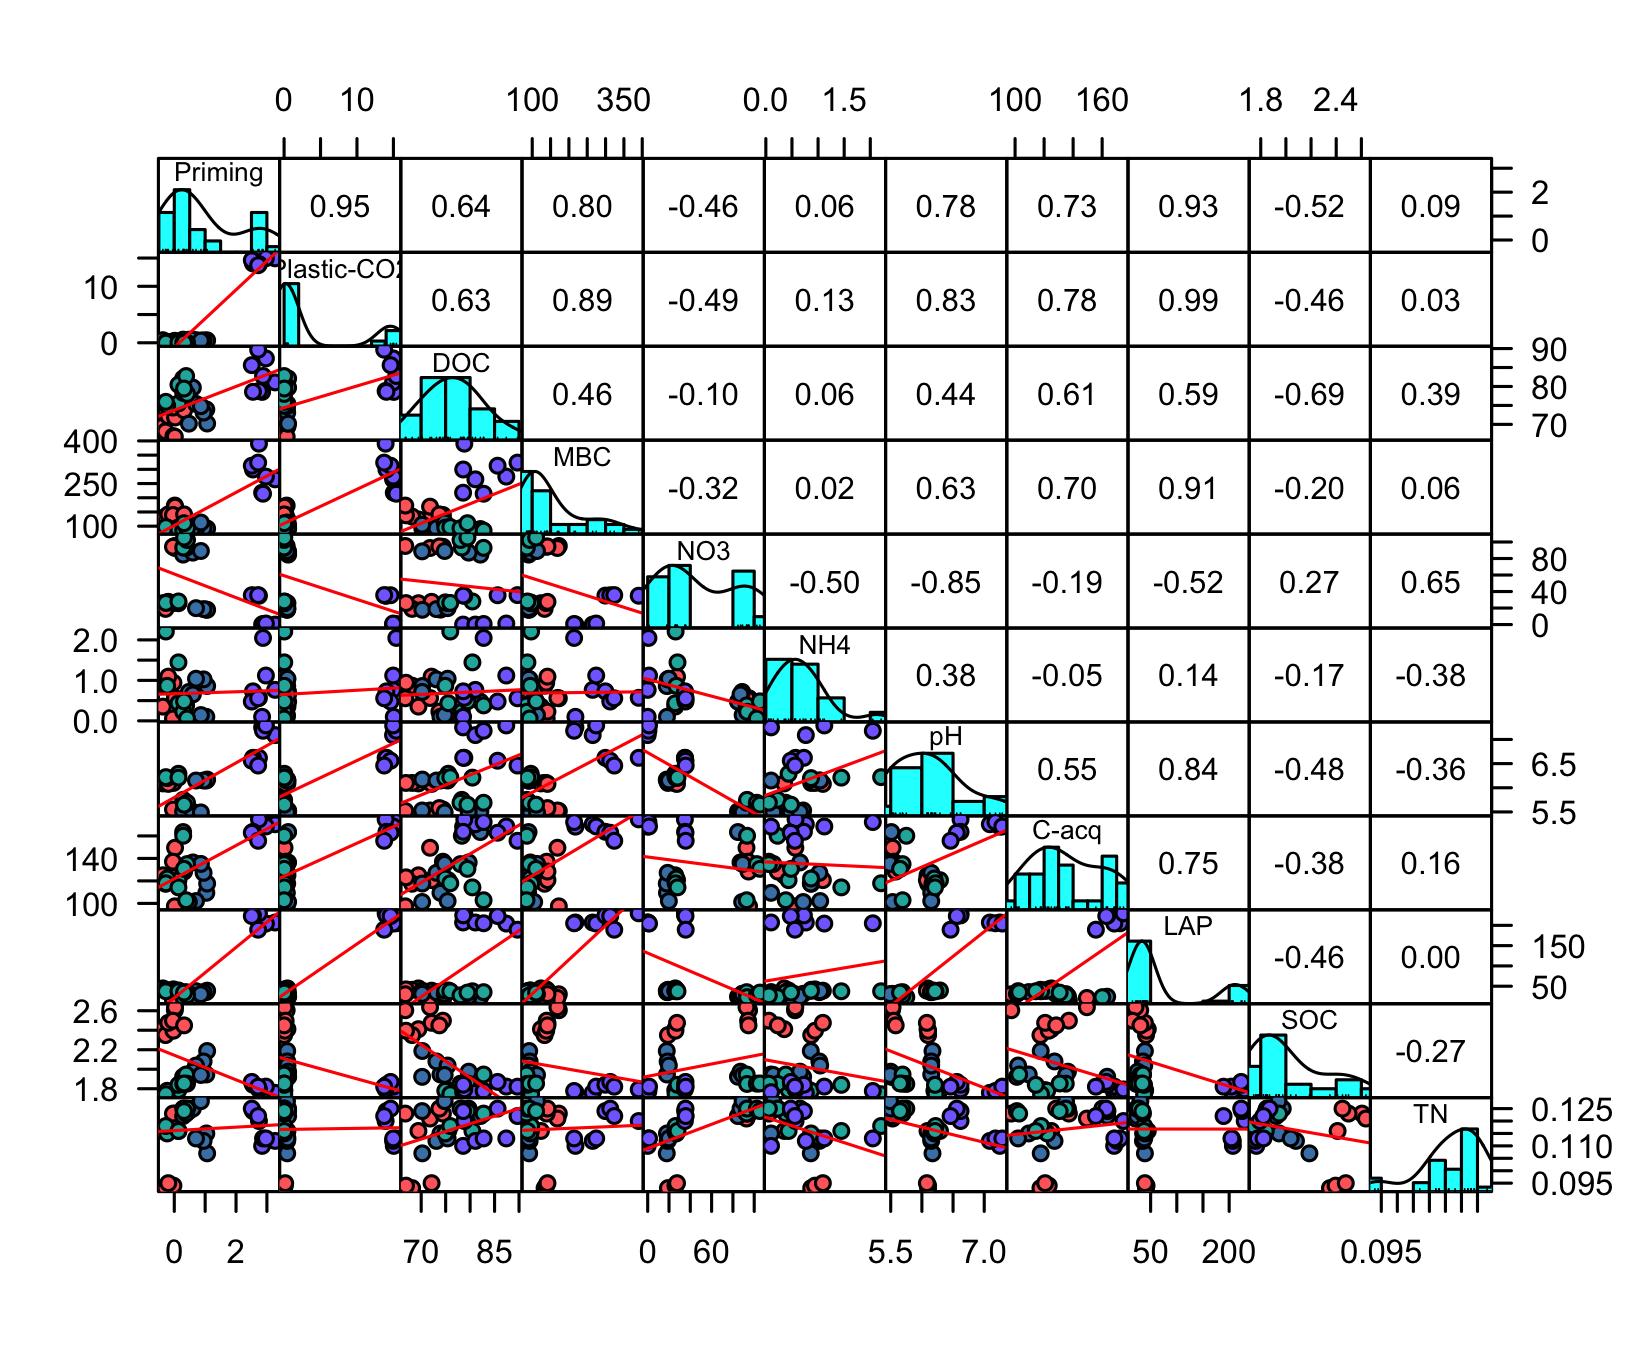 0 10 100 350 0.0 1.5 100 160 1.8 2.4
Priming 0.95 0.64 0.80 -0.46 0.06 0.78 0.73 0.93 -0.52 0.09
2
0
Plastic-CO2 0.63 0.89 -0.49 0.13 0.83 0.78 0.99 -0.46 0.03
10
0
DOC 0.46 -0.10 0.06 0.44 0.61 0.59 -0.69 0.39
90
80
70
MBC -0.32 0.02 0.63 0.70 0.91 -0.20 0.06
400
250
100
NO3 -0.50 -0.85 -0.19 -0.52 0.27 0.65
80
40
0
NH4 0.38 -0.05 0.14 -0.17 -0.38
2.0
1.0
0.0
pH 0.55 0.84 -0.48 -0.36
6.5
5.5
C-acq 0.75 -0.38 0.16
140
100
LAP -0.46 0.00
150
50
SOC -0.27
2.6
2.2
1.8
TN
0.125
0.110
0.095
0 2 70 85 0 60 5.5 7.0 50 200 0.095